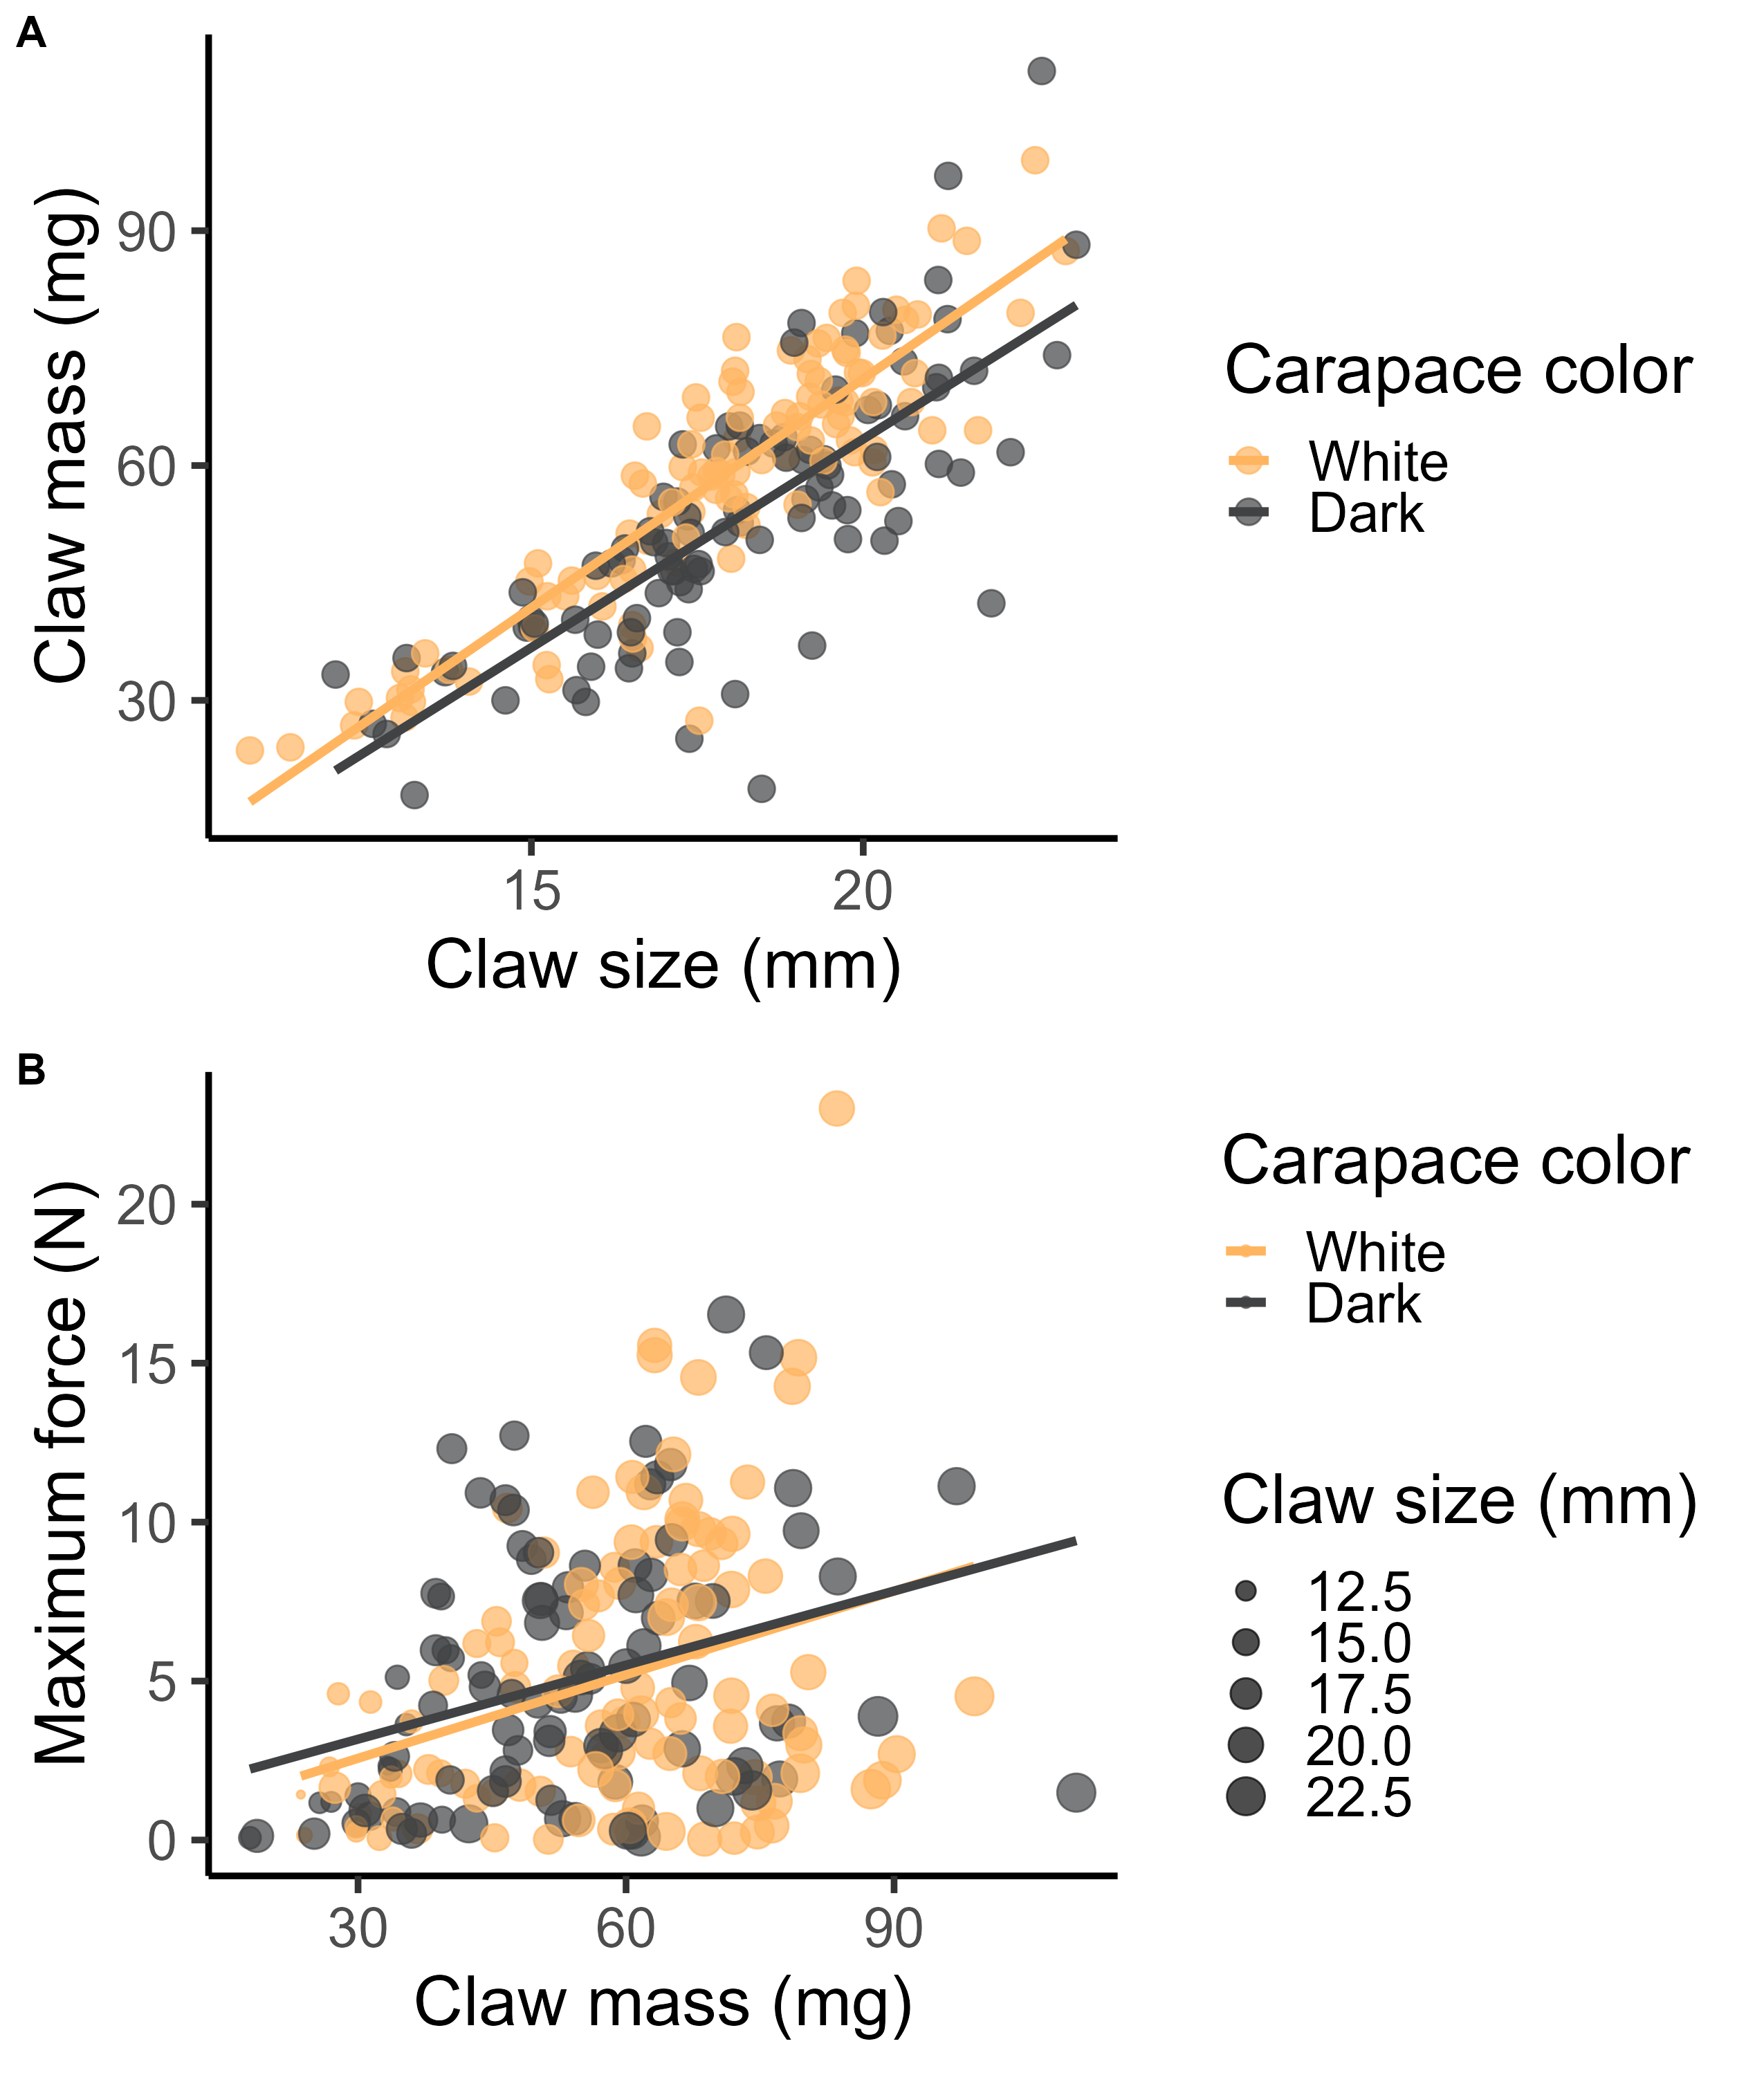 A
Claw mass (mg)
90
60
30
15 20
Claw size (mm)
Carapace color
White
Dark
B
Maximum force (N)
20
15
10
5
0
30 60 90
Claw mass (mg)
Carapace color
White
Dark
Claw size (mm)
12.5
15.0
17.5
20.0
22.5